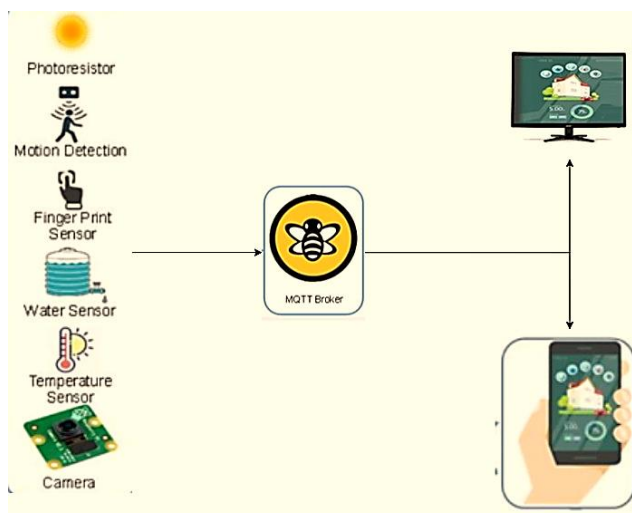 Photoresistor
Motion Detection
Finger Print
Sensor
Water Sensor
Temperature
Sensor
Camera
MQTT Broker